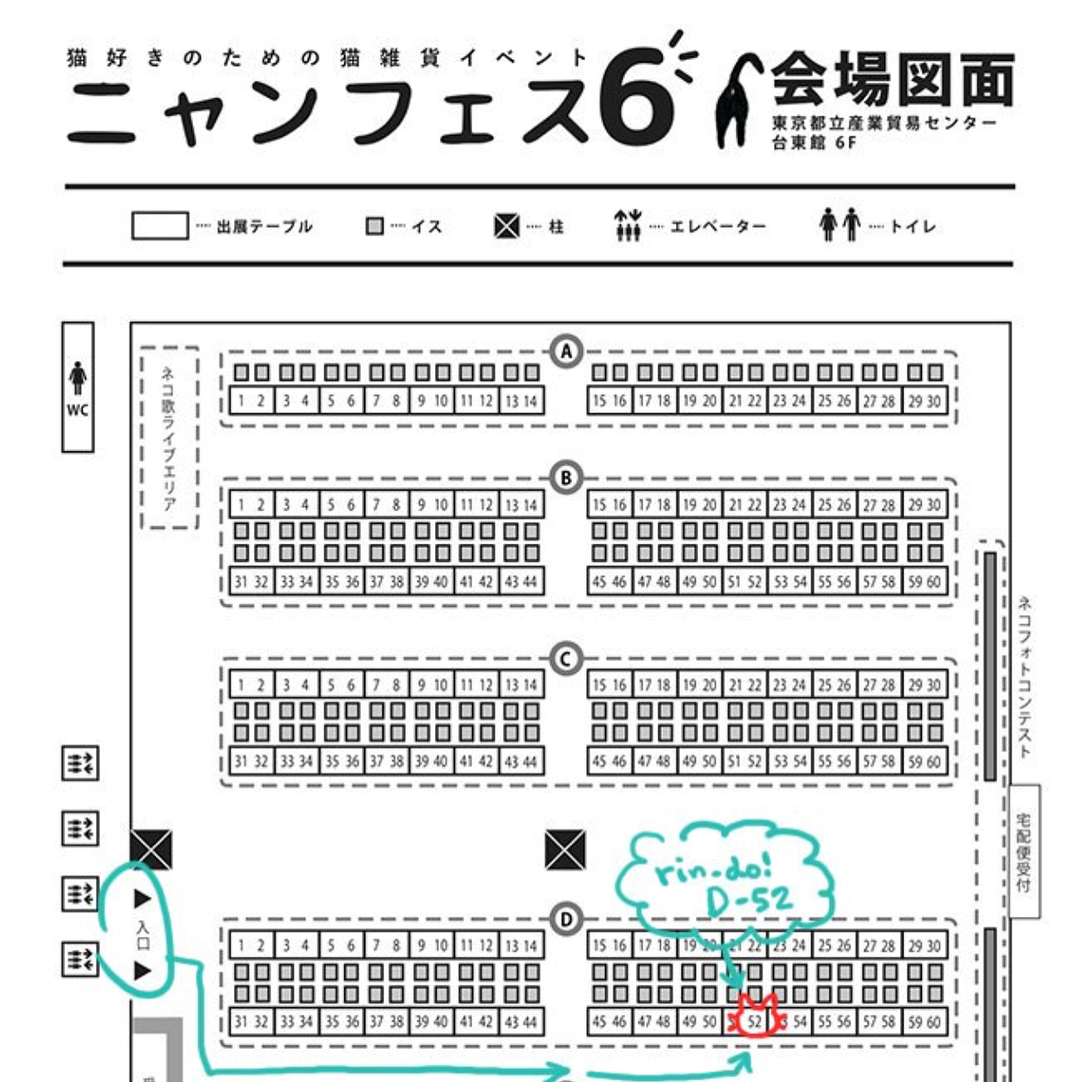 猫好きのための猫雑貨イベント
ニャンフェス6
会場図面
東京都立産業貿易センター
台東館 6F
出展テーブル
イス
柱
エレベーター
トイレ
WC
ネコ歌ライブエリア
A
1 2 3 4 5 6 7 8 9 10 11 12 13 14 15 16 17 18 19 20 21 22 23 24 25 26 27 28 29 30
B
1 2 3 4 5 6 7 8 9 10 11 12 13 14 15 16 17 18 19 20 21 22 23 24 25 26 27 28 29 30
31 32 33 34 35 36 37 38 39 40 41 42 43 44 45 46 47 48 49 50 51 52 53 54 55 56 57 58 59 60
ネコフォトコンテスト
C
1 2 3 4 5 6 7 8 9 10 11 12 13 14 15 16 17 18 19 20 21 22 23 24 25 26 27 28 29 30
31 32 33 34 35 36 37 38 39 40 41 42 43 44 45 46 47 48 49 50 51 52 53 54 55 56 57 58 59 60
宅配便受付
rin-do!
D-52
入口
D
1 2 3 4 5 6 7 8 9 10 11 12 13 14 15 16 17 18 19 20 21 22 23 24 25 26 27 28 29 30
31 32 33 34 35 36 37 38 39 40 41 42 43 44 45 46 47 48 49 50 52 54 55 56 57 58 59 60